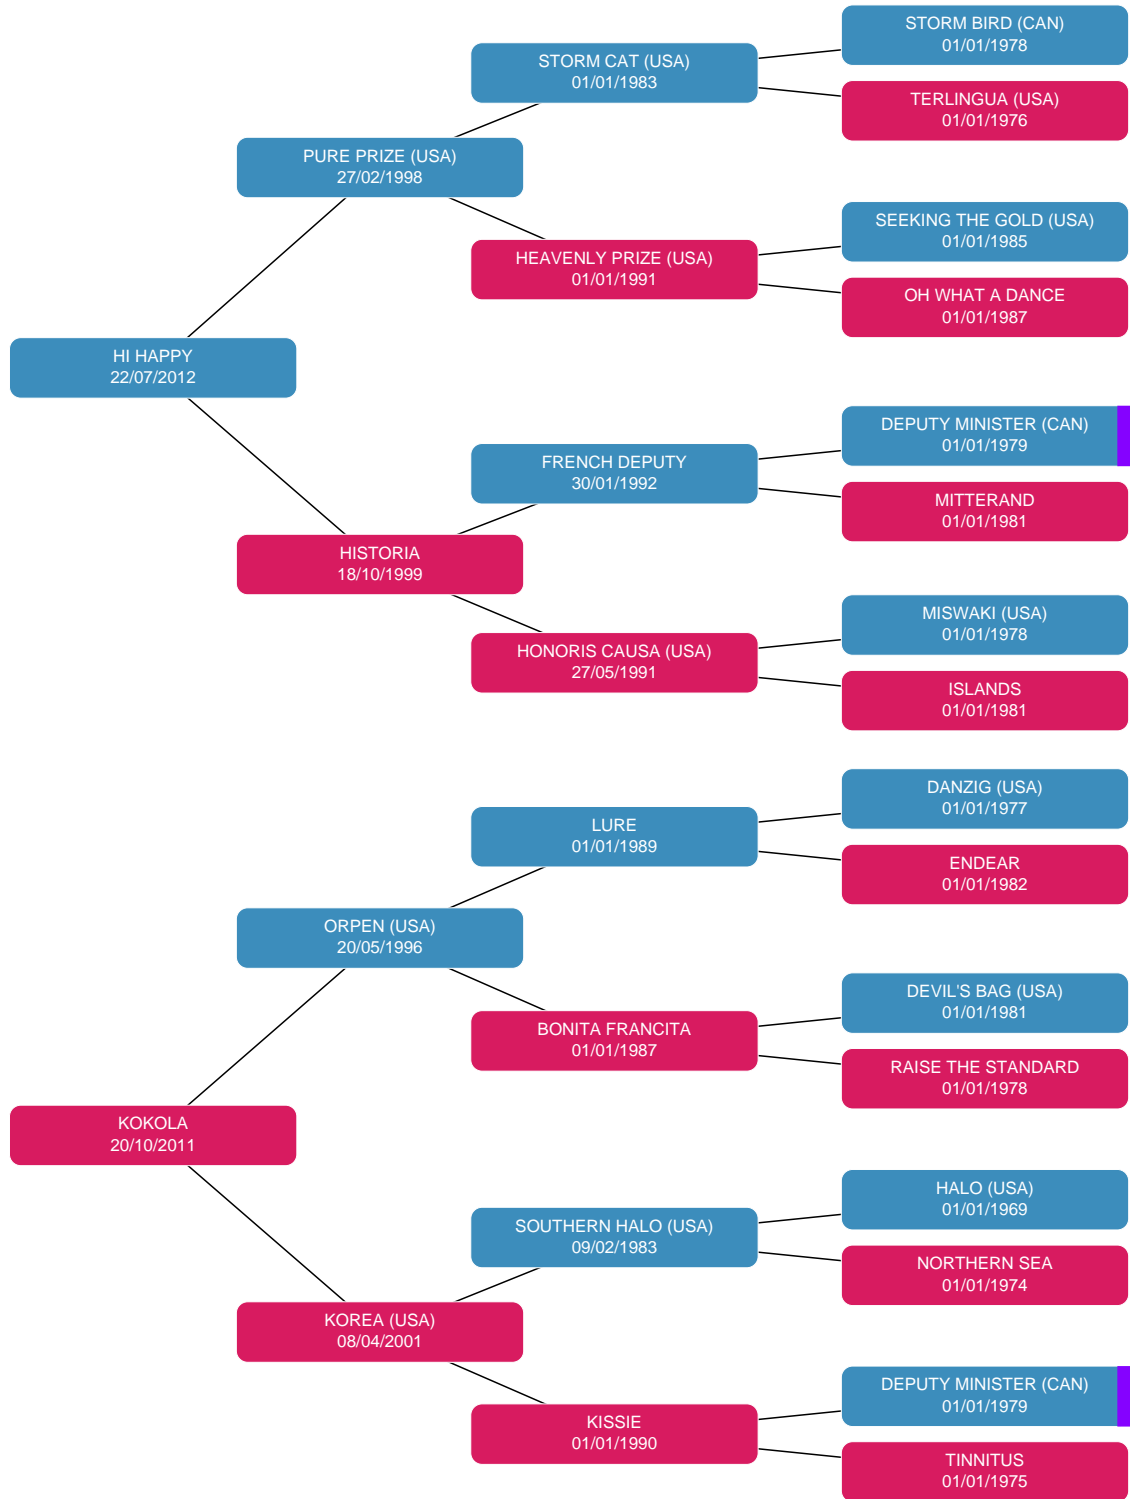 STORM BIRD (CAN)
01/01/1978
STORM CAT (USA)
01/01/1983
TERLINGUA (USA)
01/01/1976
PURE PRIZE (USA)
27/02/1998
SEEKING THE GOLD (USA)
01/01/1985
HEAVENLY PRIZE (USA)
01/01/1991
OH WHAT A DANCE
01/01/1987
HI HAPPY
22/07/2012
DEPUTY MINISTER (CAN)
01/01/1979
FRENCH DEPUTY
30/01/1992
MITTERAND
01/01/1981
HISTORIA
18/10/1999
MISWAKI (USA)
01/01/1978
HONORIS CAUSA (USA)
27/05/1991
ISLANDS
01/01/1981
DANZIG (USA)
01/01/1977
LURE
01/01/1989
ENDEAR
01/01/1982
ORPEN (USA)
20/05/1996
DEVIL'S BAG (USA)
01/01/1981
BONITA FRANCITA
01/01/1987
RAISE THE STANDARD
01/01/1978
KOKOLA
20/10/2011
HALO (USA)
01/01/1969
SOUTHERN HALO (USA)
09/02/1983
NORTHERN SEA
01/01/1974
KOREA (USA)
08/04/2001
DEPUTY MINISTER (CAN)
01/01/1979
KISSIE
01/01/1990
TINNITUS
01/01/1975